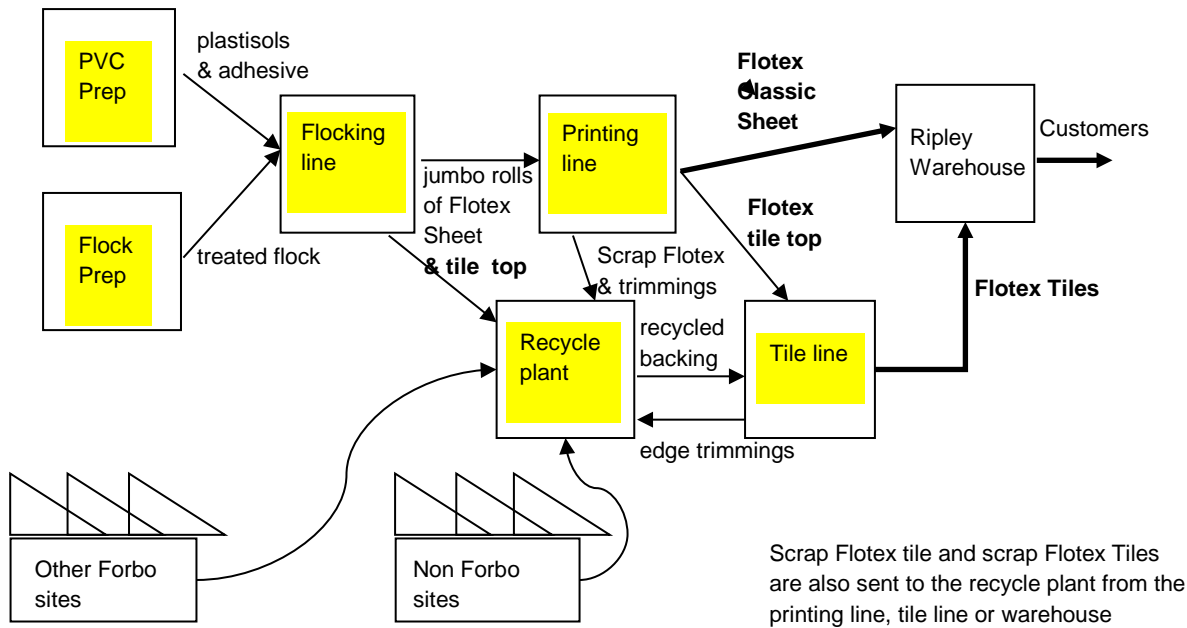 PVC
Prep
plastisols
& adhesive
Flock
Prep
treated flock
Flocking
line
jumbo rolls
of Flotex
Sheet
& tile top
Printing
line
Scrap Flotex
& trimmings
Flotex
Classic
Sheet
Flotex
tile top
Ripley
Warehouse
Customers
Flotex Tiles
Recycle
plant
recycled
backing
Tile line
edge trimmings
Other Forbo
sites
Non Forbo
sites
Scrap Flotex tile and scrap Flotex Tiles
are also sent to the recycle plant from the
printing line, tile line or warehouse